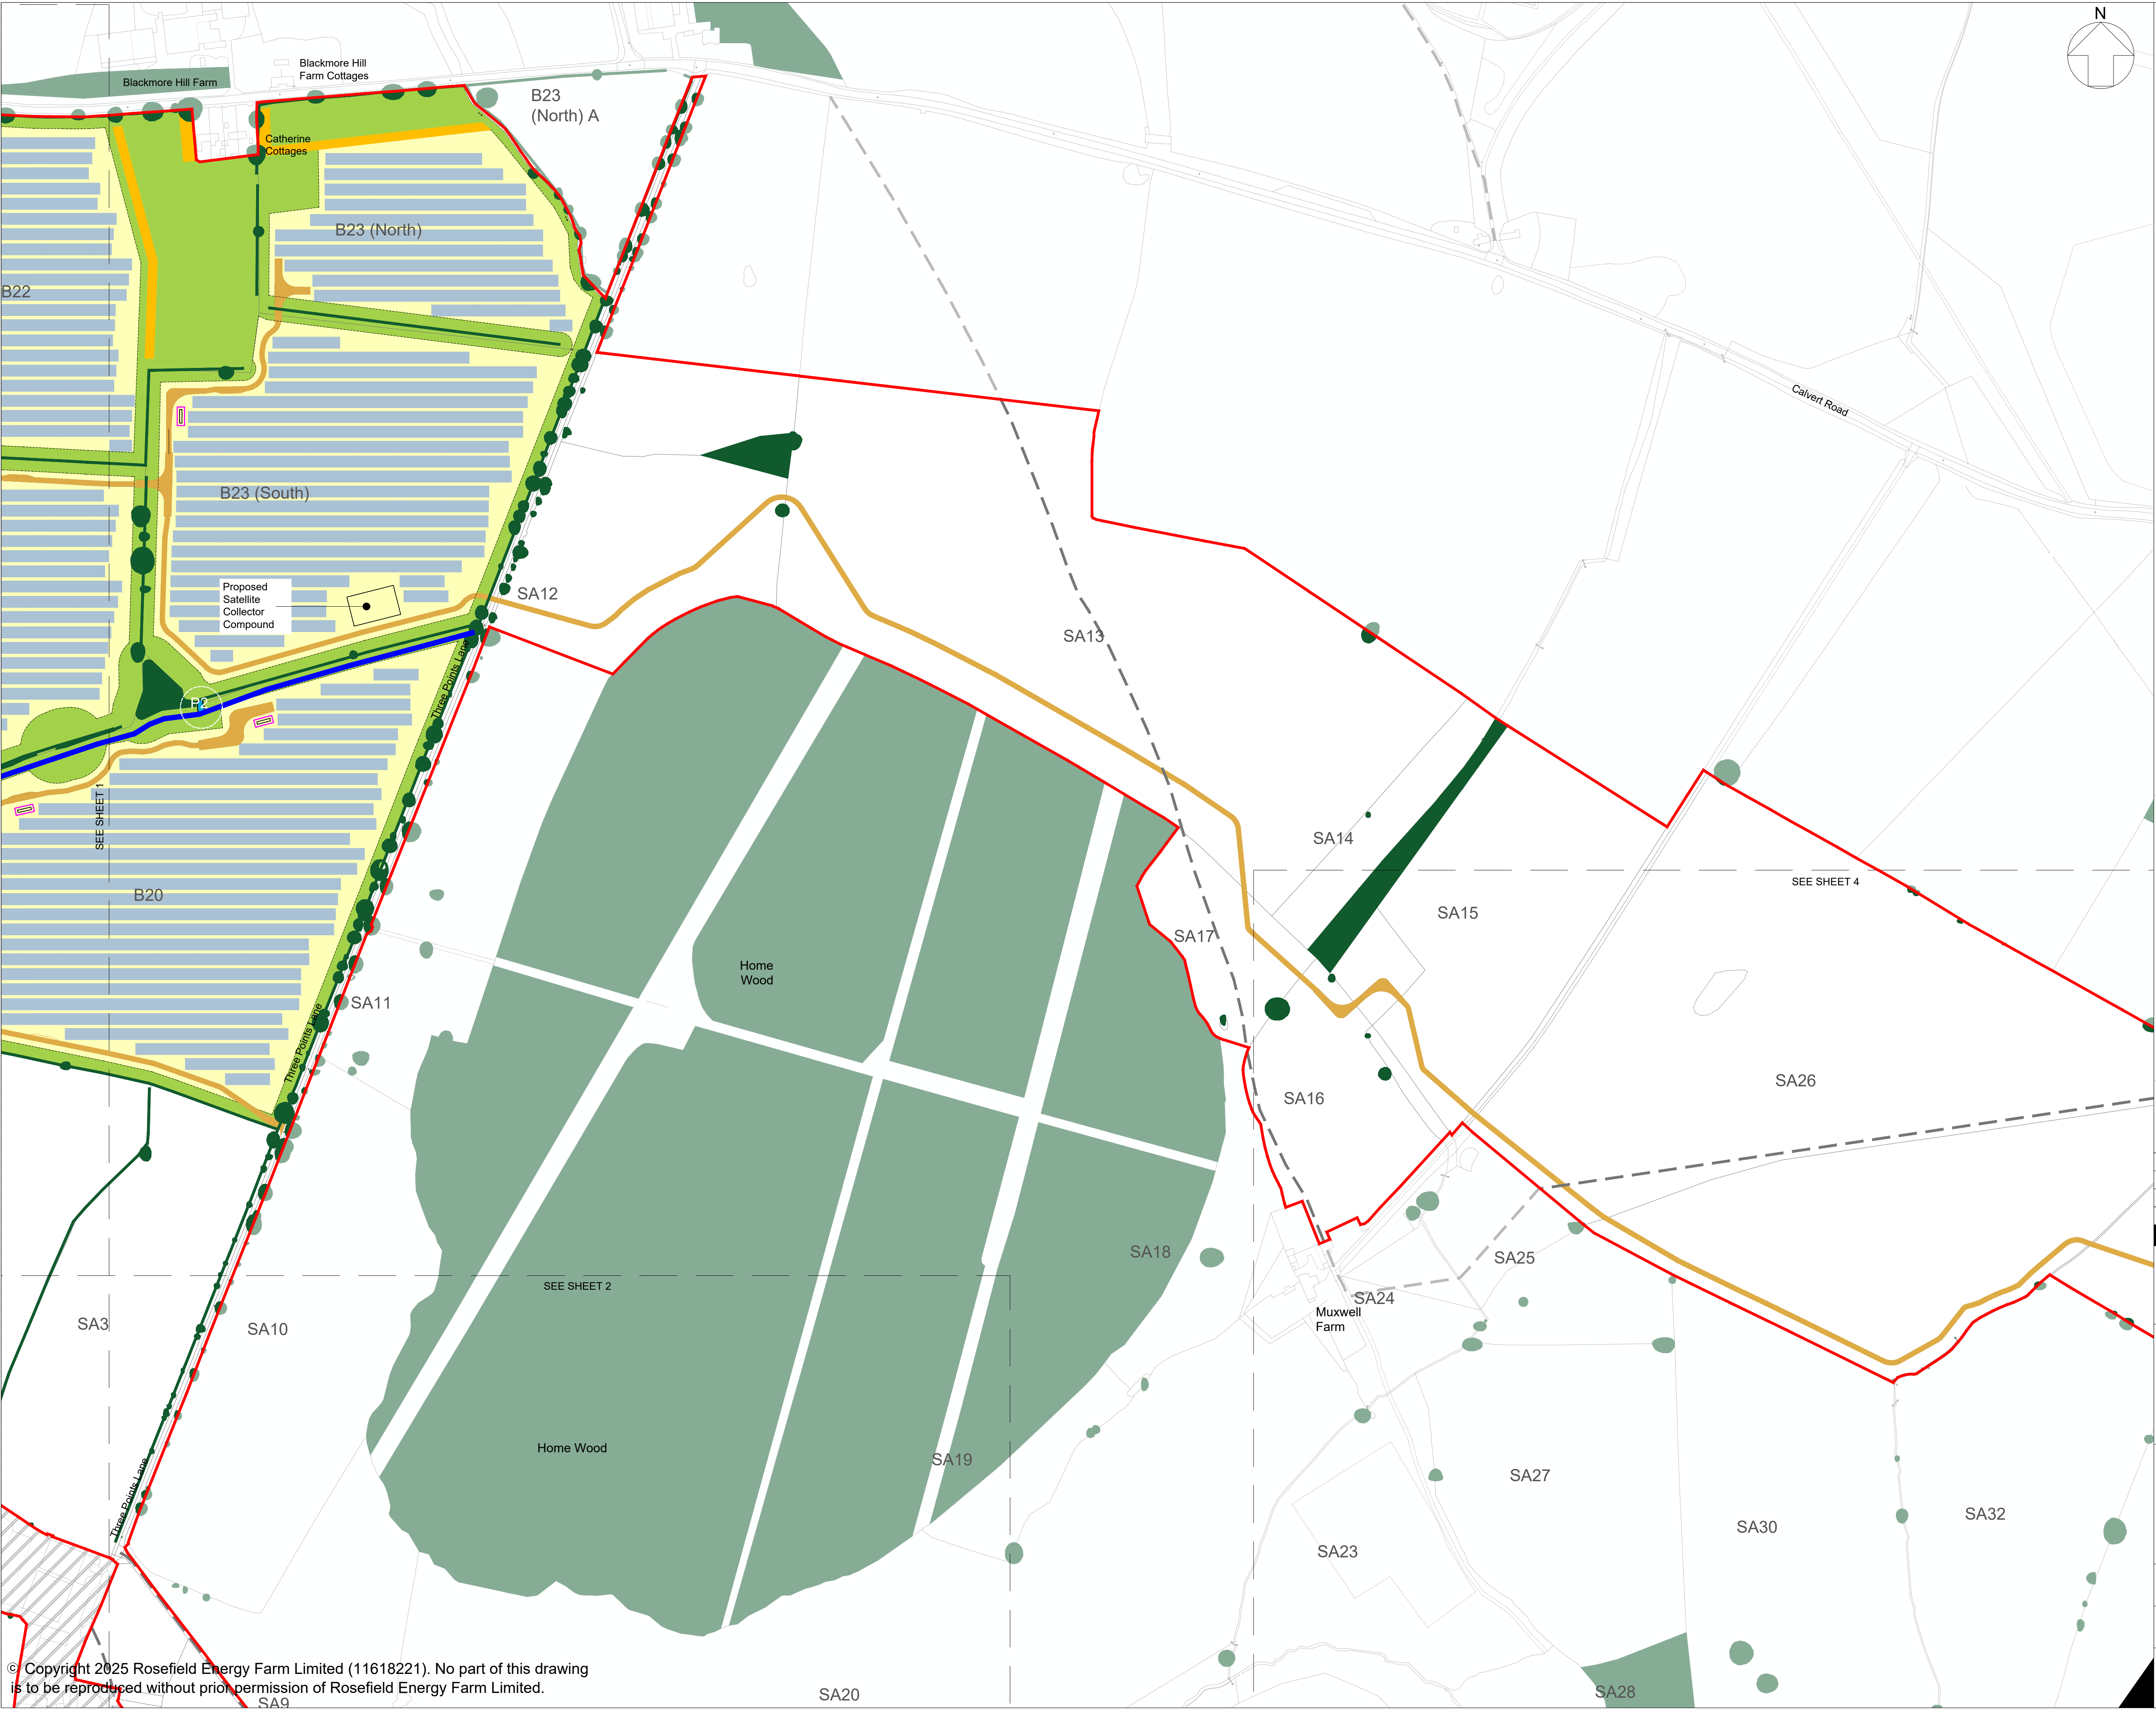 N
Blackmore Hill
Farm Cottages
Blackmore Hill Farm
B23
(North) A
Catherine
Cottages
B23 (North)
B22
Calvert Road
B23 (South)
Proposed
Satellite
Collector
Compound
SA12
SA13
Three Points Lane
P2
SEE SHEET 1
SA14
SEE SHEET 4
B20
SA15
SA17
Home
Wood
SA11
Three Points Lane
SA26
SA16
SA18
SA25
SEE SHEET 2
SA24
Muxwell
Farm
SA3
SA10
Home Wood
SA19
SA27
Three Points Lane
SA32
SA30
SA23
© Copyright 2025 Rosefield Energy Farm Limited (11618221). No part of this drawing
is to be reproduced without prior permission of Rosefield Energy Farm Limited.
SA9
SA20
SA28